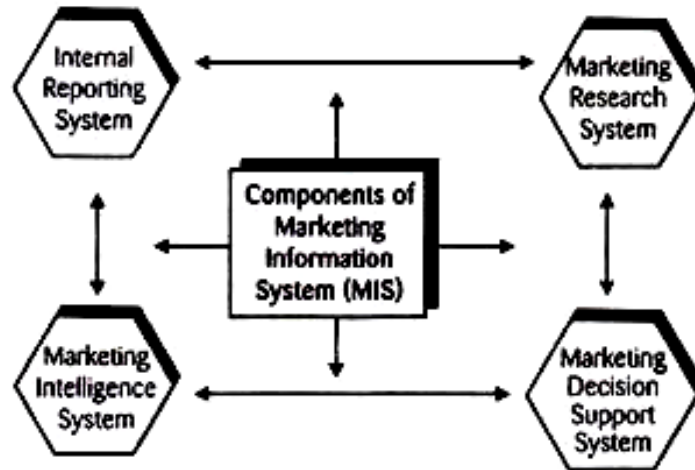 Internal
Reporting
System
Marketing
Research
System
Components of
Marketing
Information
System (MIS)
Marketing
Intelligence
System
Marketing
Decision
Support
System